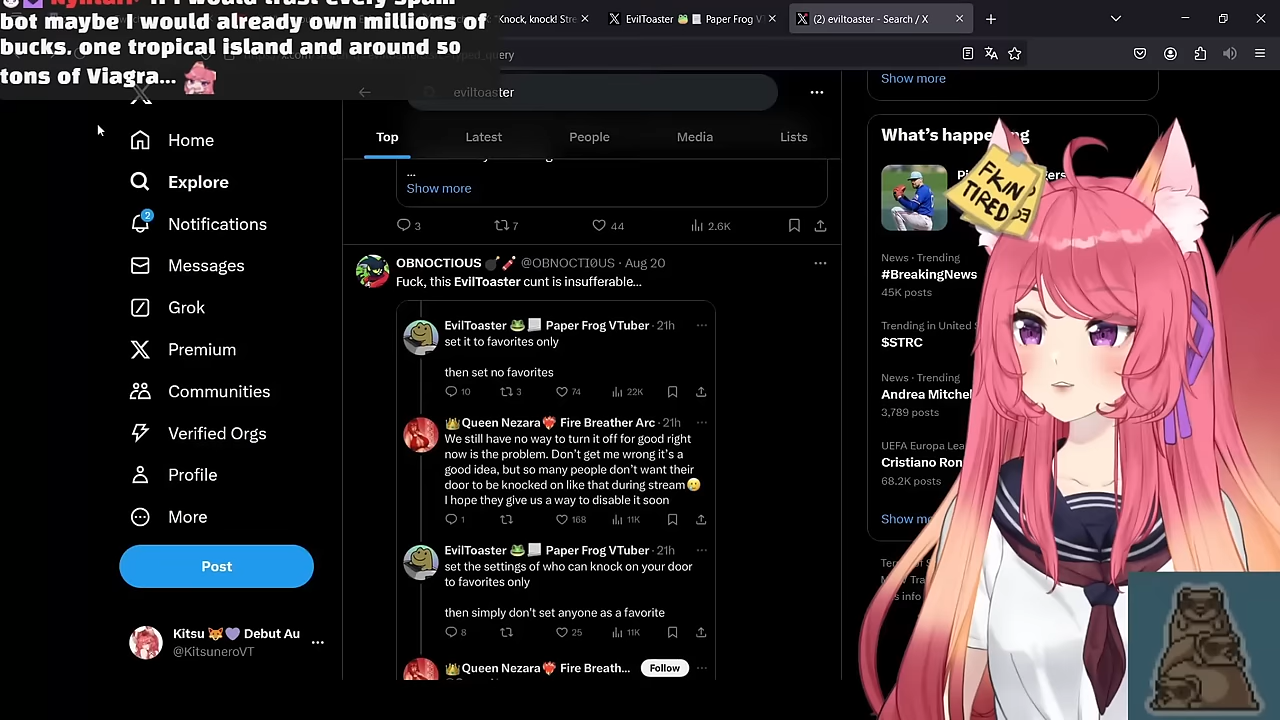 bot maybe I would already own millions of
bucks. one tropical island and around 50
tons of Viagra...
Knock, knock! Stre
EvilToaster 🐸 📃 Paper Frog V
(2) eviltoaster - Search / X
eviltoaster
Home
Explore
2
Notifications
Messages
Grok
Premium
Communities
Verified Orgs
Profile
More
Post
Kitsu 🦊💜 Debut Au
@KitsuneroVT
Top
Latest
People
Media
Lists
...
Show more
3
7
44
2.6K
OBNOCTIOUS 💣🧨 @OBNOCTI0US · Aug 20
Fuck, this EvilToaster cunt is insufferable...
EvilToaster 🐸📃 Paper Frog VTuber · 21h
set it to favorites only
then set no favorites
10
3
74
22K
👑Queen Nezara❤️‍🔥 Fire Breather Arc · 21h
We still have no way to turn it off for good right
now is the problem. Don't get me wrong it's a
good idea, but so many people don't want their
door to be knocked on like that during stream🥲
I hope they give us a way to disable it soon
1
168
11K
EvilToaster 🐸📃 Paper Frog VTuber · 21h
set the settings of who can knock on your door
to favorites only
then simply don't set anyone as a favorite
8
25
11K
👑Queen Nezara❤️‍🔥 Fire Breath...
Follow
Show more
What's happening
News · Trending
#BreakingNews
45K posts
Trending in United S
$STRC
News · Trending
Andrea Mitchel
3,789 posts
UEFA Europa Lea
Cristiano Ron
68.2K posts
Show mo
FKIN
TIRED